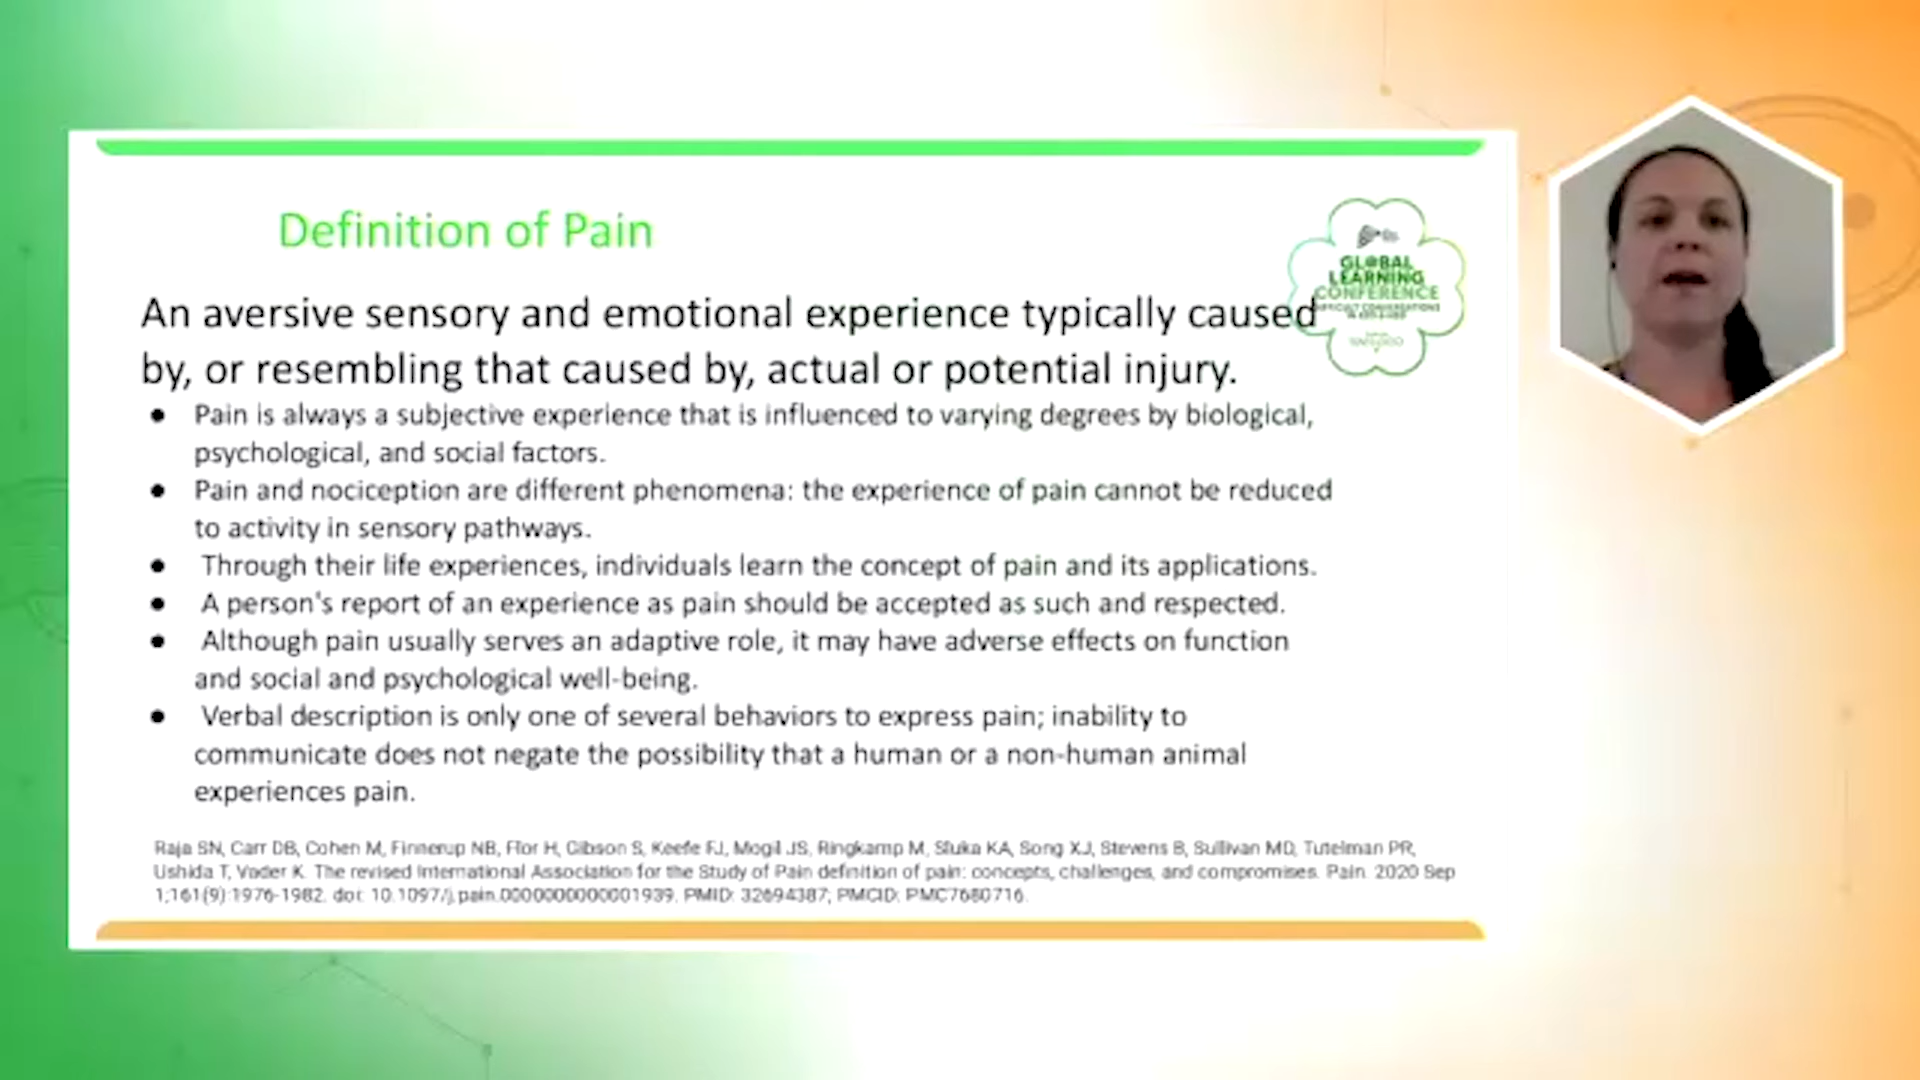 Definition of Pain
GL@BAL
LEARNING
CONFERENCE
An aversive sensory and emotional experience typically caused
by, or resembling that caused by, actual or potential injury.
● Pain is always a subjective experience that is influenced to varying degrees by biological,
psychological, and social factors.
● Pain and nociception are different phenomena: the experience of pain cannot be reduced
to activity in sensory pathways.
● Through their life experiences, individuals learn the concept of pain and its applications.
● A person's report of an experience as pain should be accepted as such and respected.
● Although pain usually serves an adaptive role, it may have adverse effects on function
and social and psychological well-being.
● Verbal description is only one of several behaviors to express pain; inability to
communicate does not negate the possibility that a human or a non-human animal
experiences pain.
Raja SN, Carr DB, Cohen M, Finnerup NB, Flor H, Gibson S, Keefe FJ, Mogil JS, Ringkamp M, Sluka KA, Song XJ, Stevens B, Sullivan MD, Tutelman PR,
Ushida T, Vader K. The revised International Association for the Study of Pain definition of pain: concepts, challenges, and compromises. Pain. 2020 Sep
1;161(9):1976-1982. doi: 10.1097/j.pain.0000000000001939. PMID: 32694387; PMCID: PMC7680716.